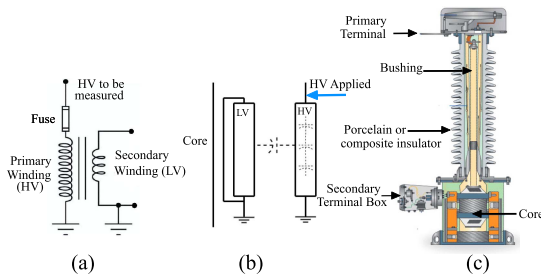 HV to be
measured
Fuse
Primary
Winding
(HV)
Secondary
Winding (LV)
(a)
HV Applied
LV
HV
Core
(b)
Primary
Terminal
Bushing
Porcelain or
composite insulator
Secondary
Terminal Box
Core
(c)